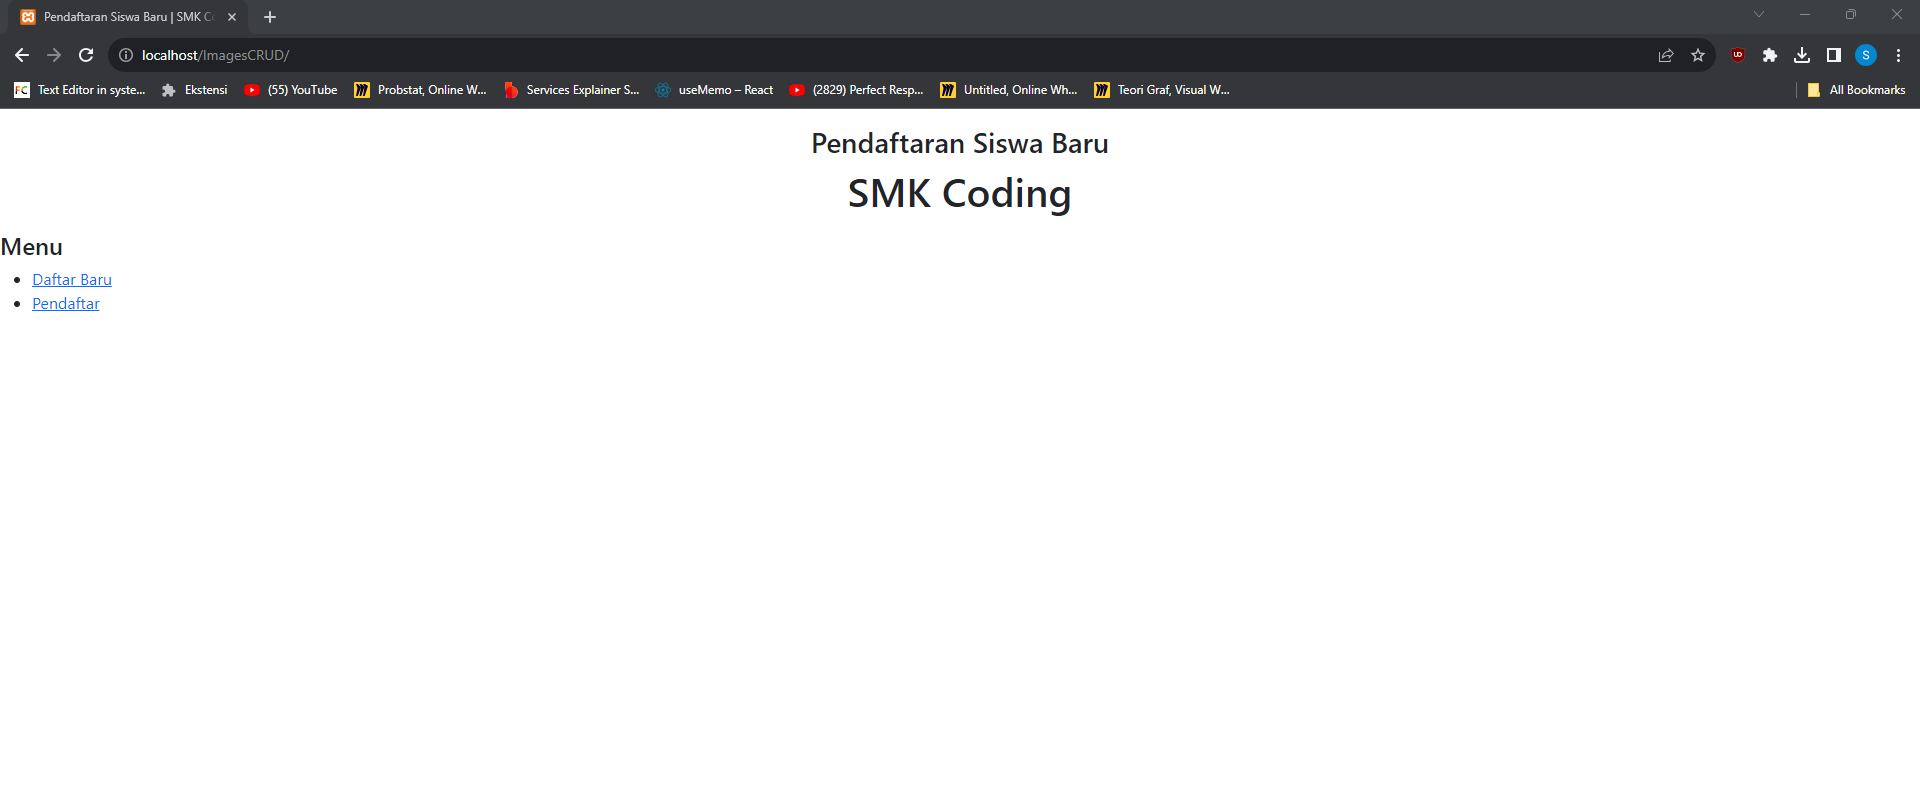 Pendaftaran Siswa Baru | SMK C
localhost/ImagesCRUD/
UD
S
FC Text Editor in syste... Ekstensi (55) YouTube Probstat, Online W... Services Explainer S... useMemo – React (2829) Perfect Resp... Untitled, Online Wh... Teori Graf, Visual W... All Bookmarks
Pendaftaran Siswa Baru
SMK Coding
Menu
Daftar Baru
Pendaftar